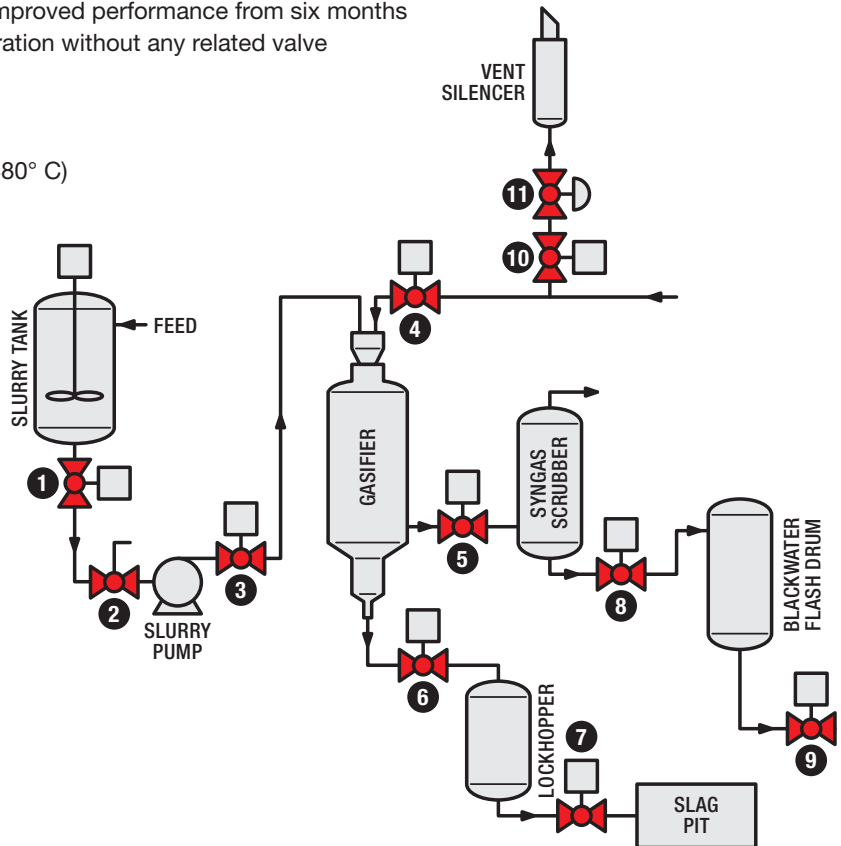 mproved performance from six months
ration without any related valve
80° C)
VENT
SILENCER
11
10
4
SLURRY TANK
FEED
GASIFIER
SYNGAS
SCRUBBER
1
2
3
5
8
SLURRY
PUMP
BLACKWATER
FLASH DRUM
6
LOCKHOPPER
7
9
SLAG
PIT